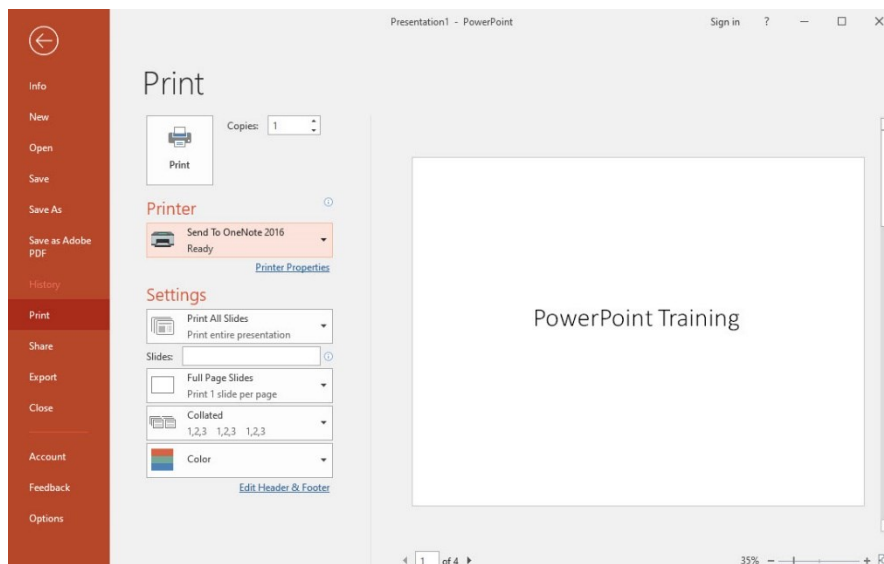 Presentation1 - PowerPoint
Sign in ?
Info
New
Open
Save
Save As
Save as Adobe
PDF
History
Print
Share
Export
Close
Account
Feedback
Options
Print
Copies: 1
Print
Printer
Send To OneNote 2016
Ready
Printer Properties
Settings
Print All Slides
Print entire presentation
Slides:
Full Page Slides
Print 1 slide per page
Collated
1,2,3 1,2,3 1,2,3
Color
Edit Header & Footer
PowerPoint Training
1 of 4
35% - +